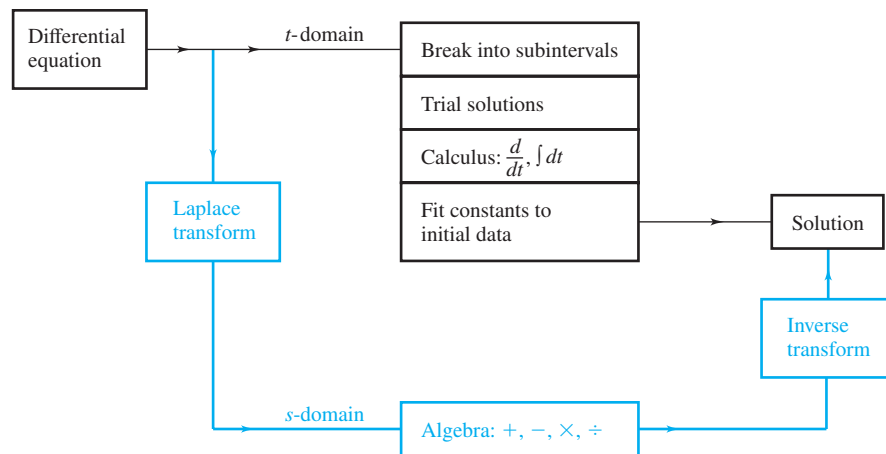 Differential
equation
t-domain
Break into subintervals
Trial solutions
Calculus: d/dt, ∫ dt
Fit constants to
initial data
Solution
Laplace
transform
Inverse
transform
s-domain
Algebra: +, −, ×, ÷